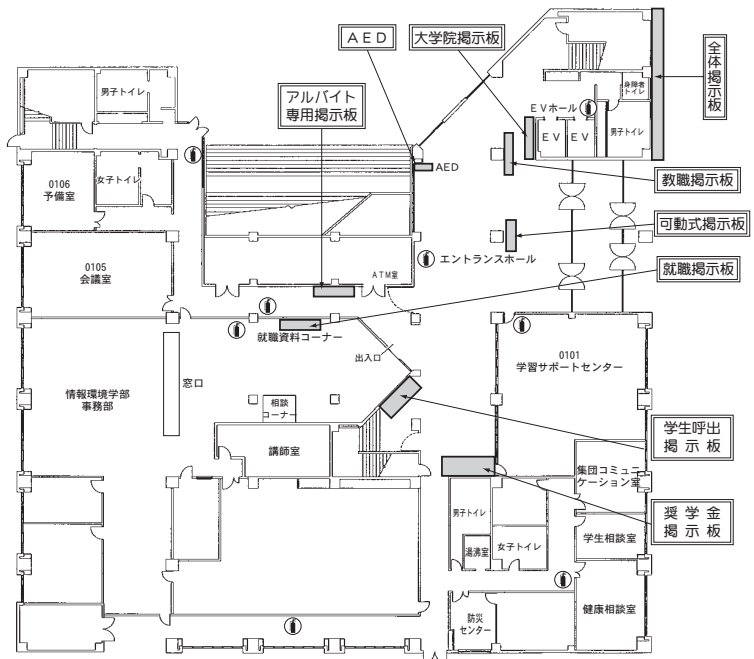 AED
大学院掲示板
全体掲示板
アルバイト
専用掲示板
男子トイレ
身障者
トイレ
EVホール
EV
EV
男子トイレ
AED
教職掲示板
0106
予備室
女子トイレ
可動式掲示板
エントランスホール
就職掲示板
0105
会議室
ATM室
就職資料コーナー
出入口
0101
学習サポートセンター
情報環境学部
事務部
窓口
相談
コーナー
学生呼出
掲示板
講師室
集団コミュニ
ケーション室
奨学金
掲示板
男子トイレ
女子トイレ
湯沸室
学生相談室
防災
センター
健康相談室